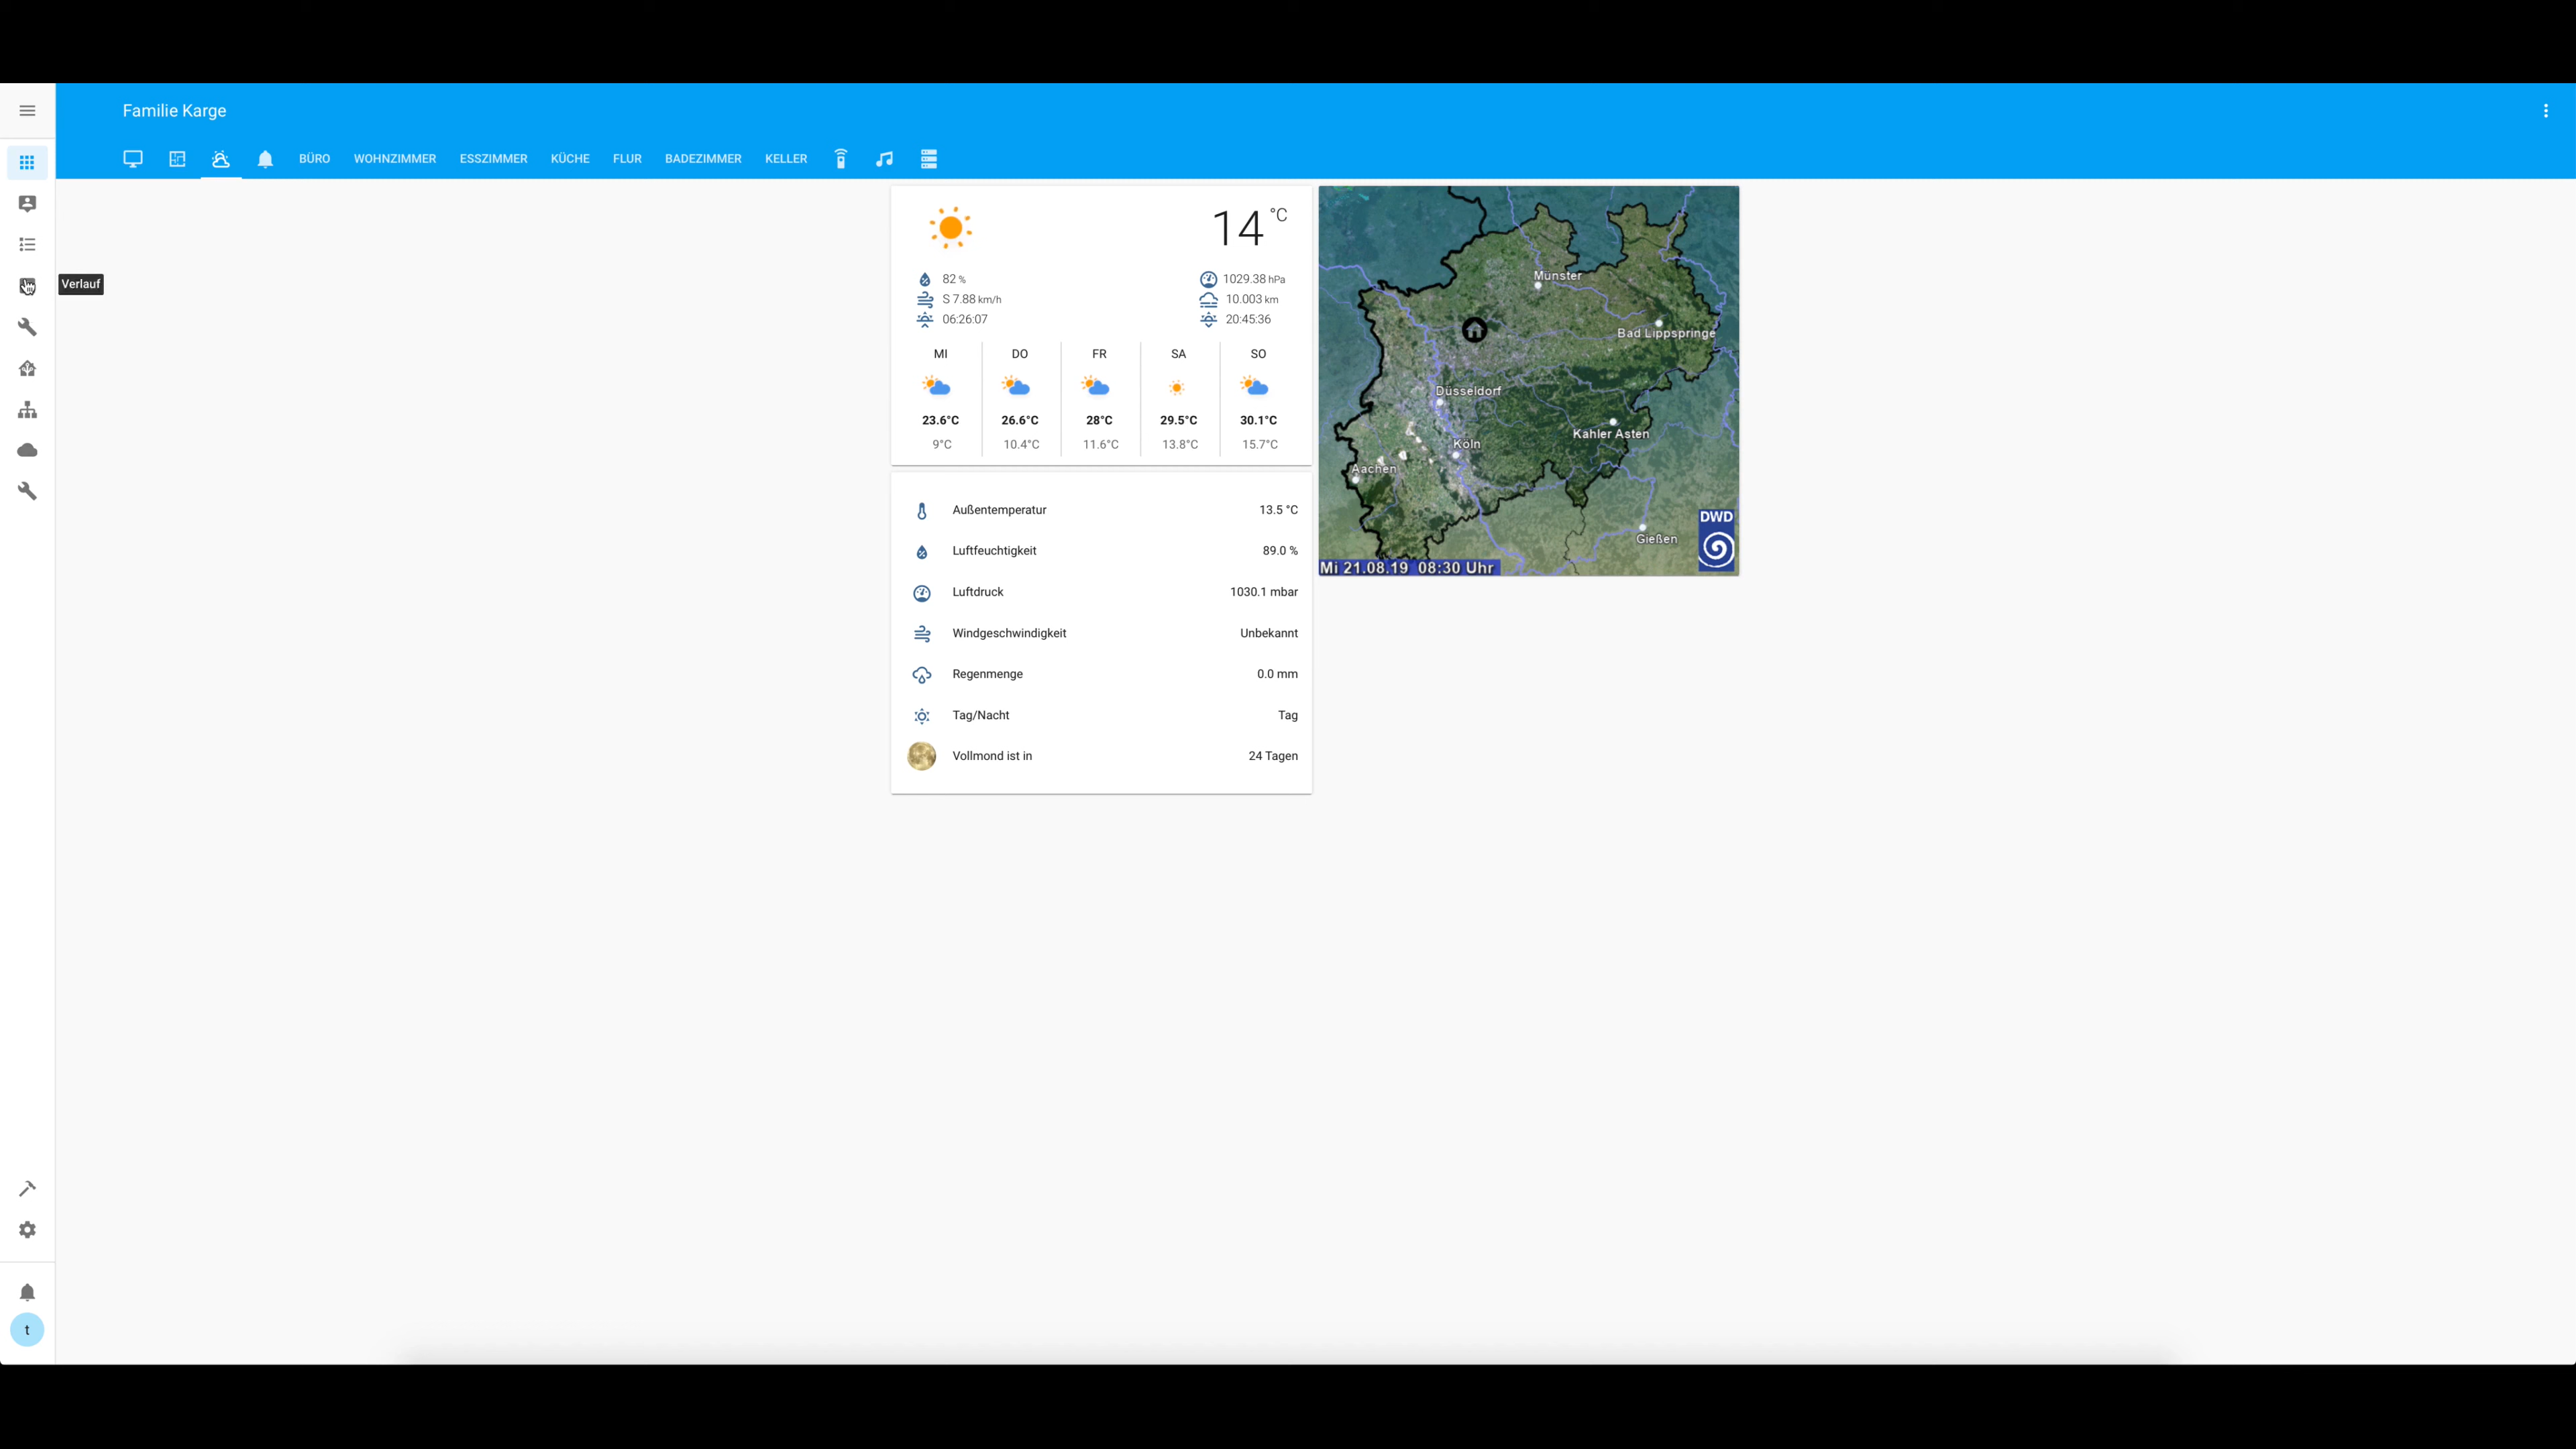 Familie Karge
BÜRO WOHNZIMMER ESSZIMMER KÜCHE FLUR BADEZIMMER KELLER
Verlauf
14 °C
82 % 1029.38 hPa
S 7.88 km/h 10.003 km
06:26:07 20:45:36
MI DO FR SA SO
23.6°C 26.6°C 28°C 29.5°C 30.1°C
9°C 10.4°C 11.6°C 13.8°C 15.7°C
Außentemperatur 13.5 °C
Luftfeuchtigkeit 89.0 %
Luftdruck 1030.1 mbar
Windgeschwindigkeit Unbekannt
Regenmenge 0.0 mm
Tag/Nacht Tag
Vollmond ist in 24 Tagen
Münster
Bad Lippspringe
Düsseldorf
Kahler Asten
Köln
Aachen
DWD
Gießen
Mi 21.08.19 08:30 Uhr
t